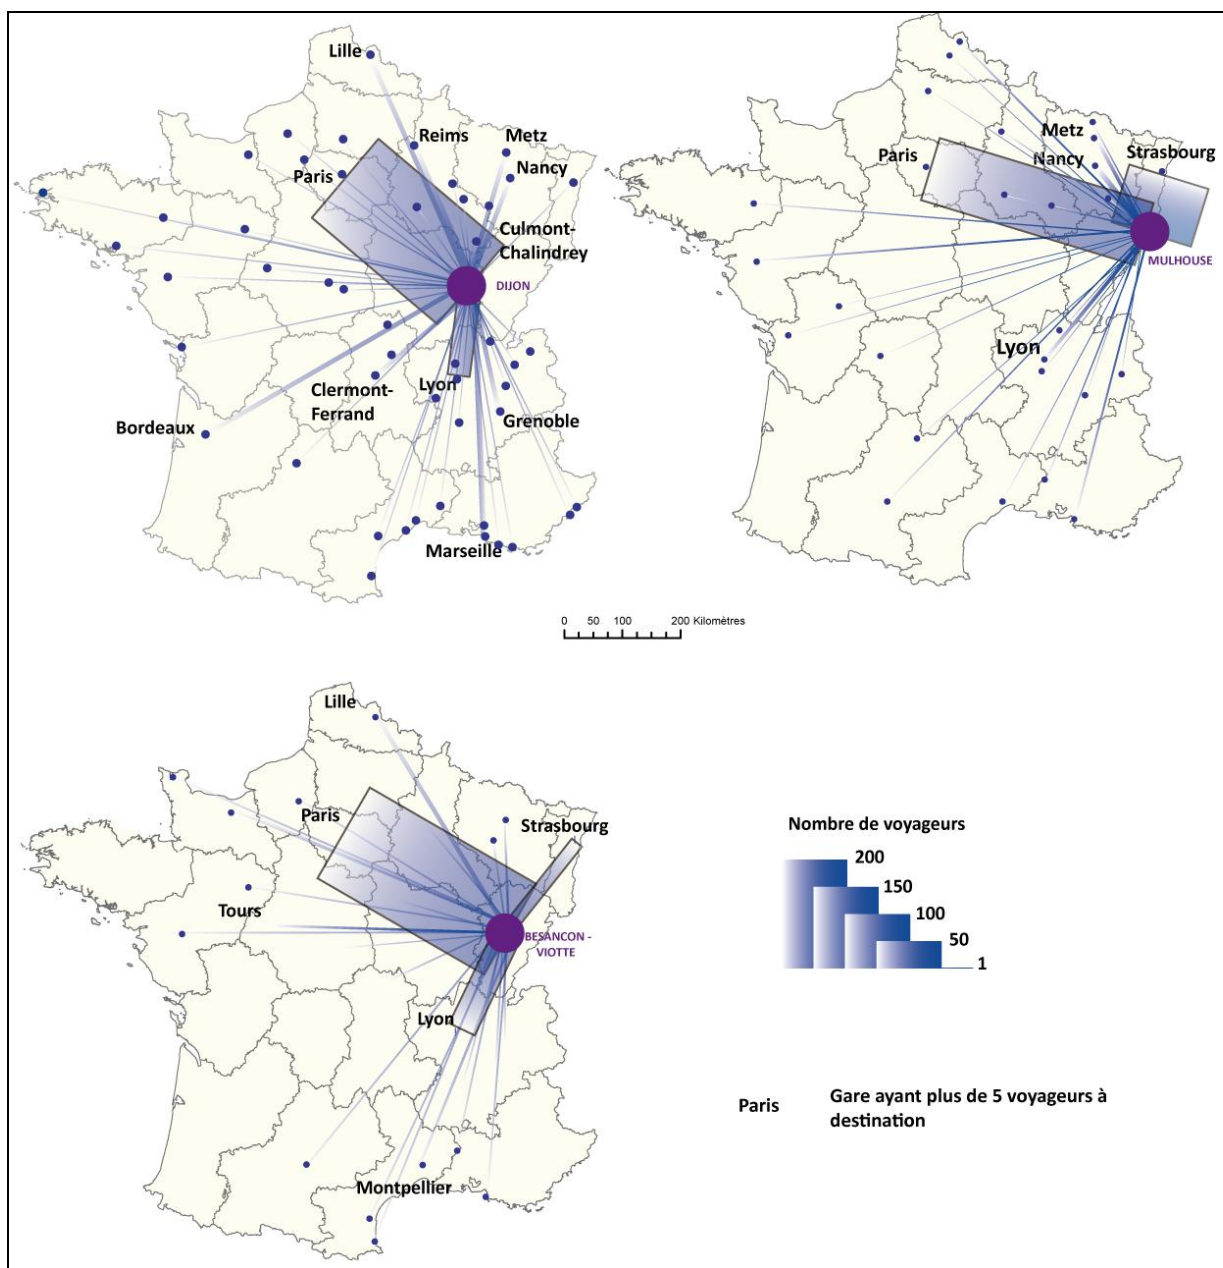 Lille
Reims
Metz
Paris
Nancy
Culmont-
Chalindrey
DIJON
Clermont-
Ferrand
Lyon
Bordeaux
Grenoble
Marseille
Metz
Paris
Nancy
Strasbourg
MULHOUSE
Lyon
0 50 100 200 Kilomètres
Lille
Paris
Strasbourg
Tours
BESANCON -
VIOTTE
Lyon
Montpellier
Nombre de voyageurs
200
150
100
50
1
Paris
Gare ayant plus de 5 voyageurs à
destination